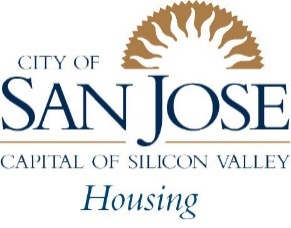 CITY OF
SAN JOSE
CAPITAL OF SILICON VALLEY
Housing